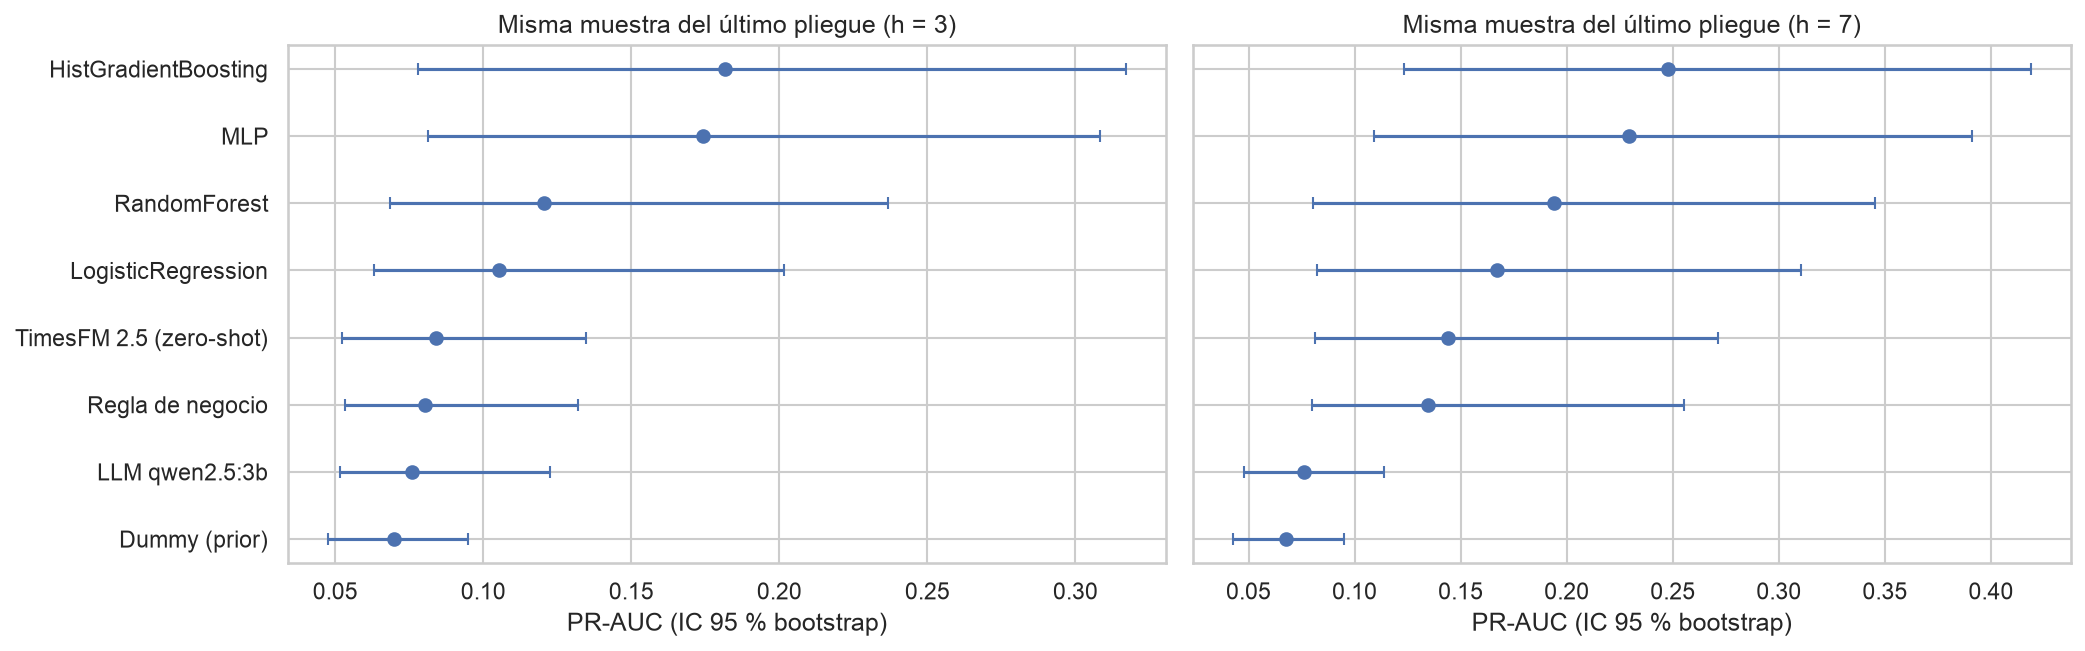 Misma muestra del último pliegue (h = 3)
Misma muestra del último pliegue (h = 7)
HistGradientBoosting
MLP
RandomForest
LogisticRegression
TimesFM 2.5 (zero-shot)
Regla de negocio
LLM qwen2.5:3b
Dummy (prior)
0.05 0.10 0.15 0.20 0.25 0.30
PR-AUC (IC 95 % bootstrap)
0.05 0.10 0.15 0.20 0.25 0.30 0.35 0.40
PR-AUC (IC 95 % bootstrap)